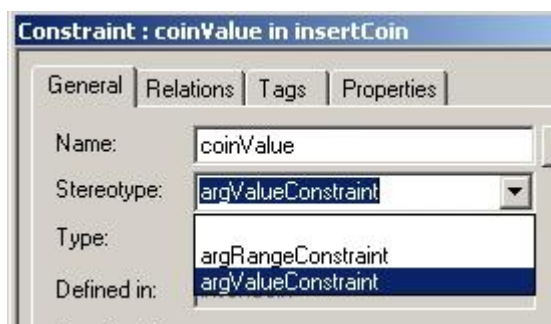 Constraint : coinValue in insertCoin
General Relations Tags Properties
Name: coinValue
Stereotype: argValueConstraint
Type:
argRangeConstraint
argValueConstraint
Defined in: